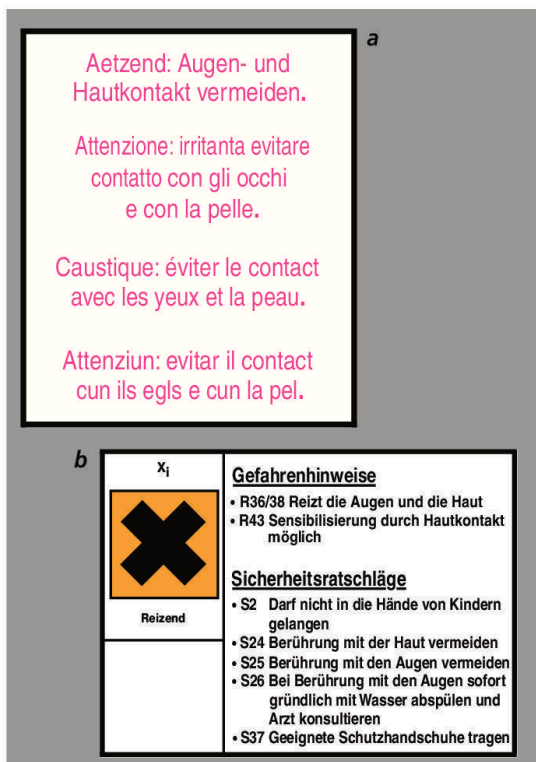 a
Aetzend: Augen- und
Hautkontakt vermeiden.
Attenzione: irritanta evitare
contatto con gli occhi
e con la pelle.
Caustique: éviter le contact
avec les yeux et la peau.
Attenziun: evitar il contact
cun ils egls e cun la pel.
b
xi
Reizend
Gefahrenhinweise
• R36/38 Reizt die Augen und die Haut
• R43 Sensibilisierung durch Hautkontakt
möglich
Sicherheitsratschläge
• S2 Darf nicht in die Hände von Kindern
gelangen
• S24 Berührung mit der Haut vermeiden
• S25 Berührung mit den Augen vermeiden
• S26 Bei Berührung mit den Augen sofort
gründlich mit Wasser abspülen und
Arzt konsultieren
• S37 Geeignete Schutzhandschuhe tragen